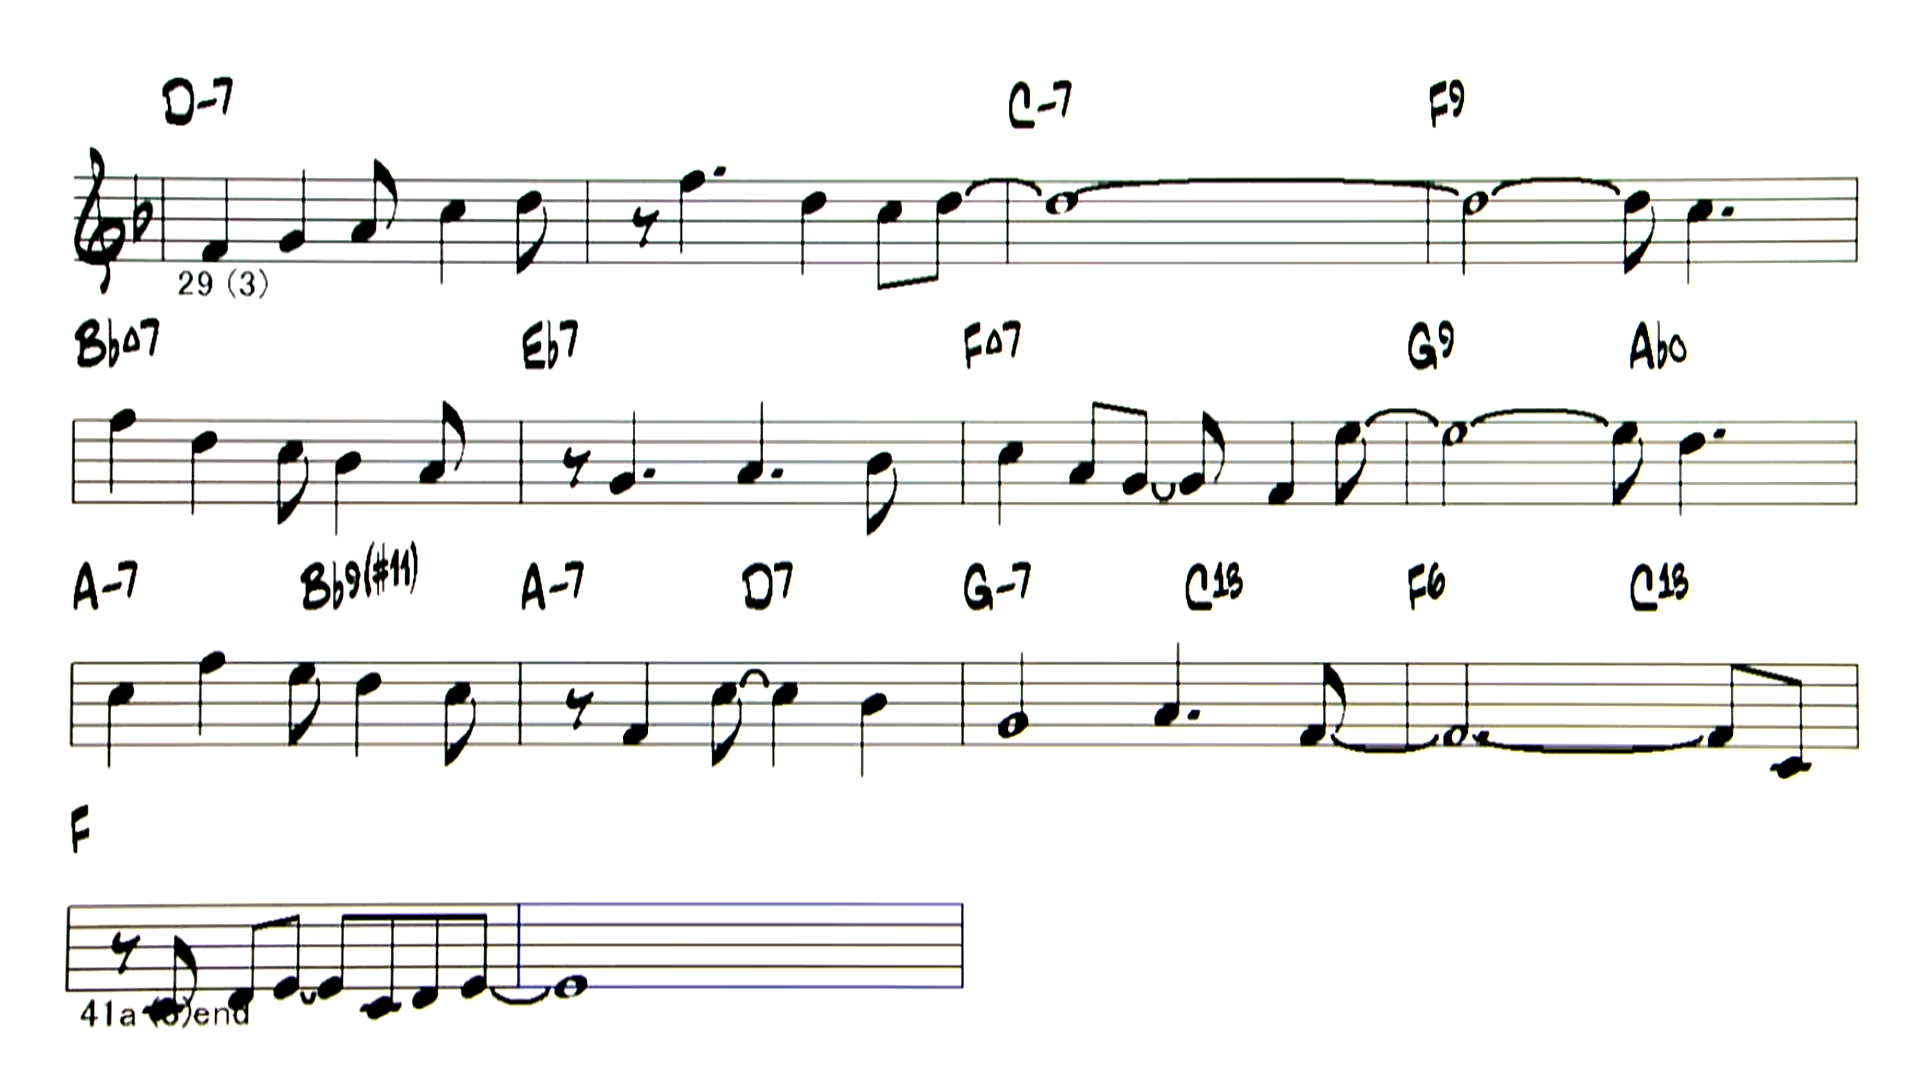 D-7 C-7 F9
29 (3)
Bb△7 Eb7 F△7 G9 Abo
A-7 Bb9(#11) A-7 D7 G-7 C13 F6 C13
F
41a (3)end